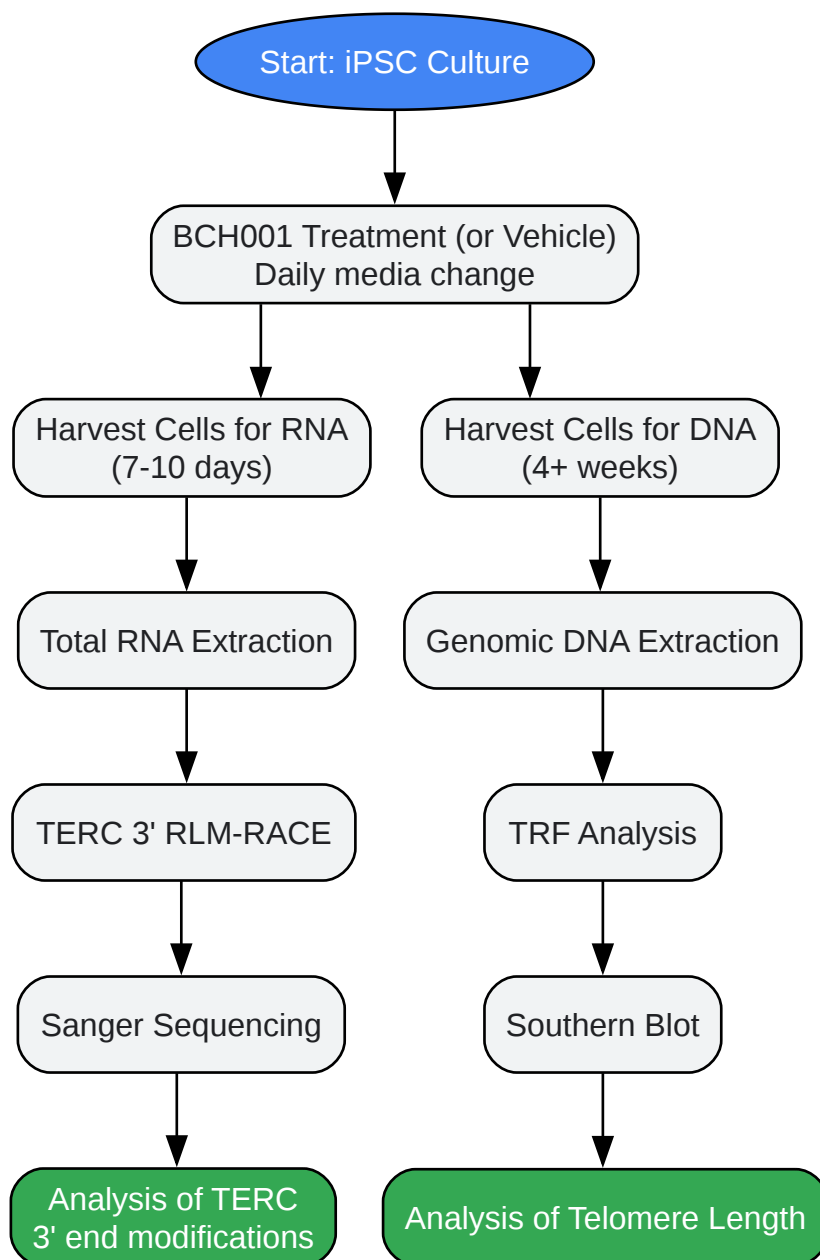 Start: iPSC Culture
BCH001 Treatment (or Vehicle)
Daily media change
Harvest Cells for RNA
(7-10 days)
Harvest Cells for DNA
(4+ weeks)
Total RNA Extraction
Genomic DNA Extraction
TERC 3' RLM-RACE
TRF Analysis
Sanger Sequencing
Southern Blot
Analysis of TERC
3' end modifications
Analysis of Telomere Length